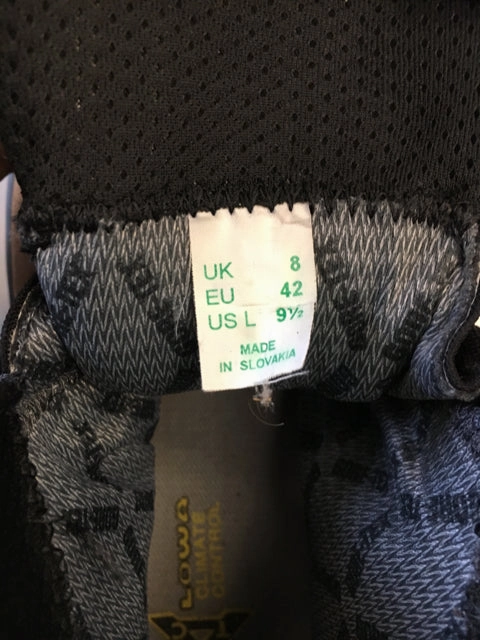 UK 8
EU 42
US L 9½
MADE
IN SLOVAKIA
LOWA
CLIMATE
CONTROL